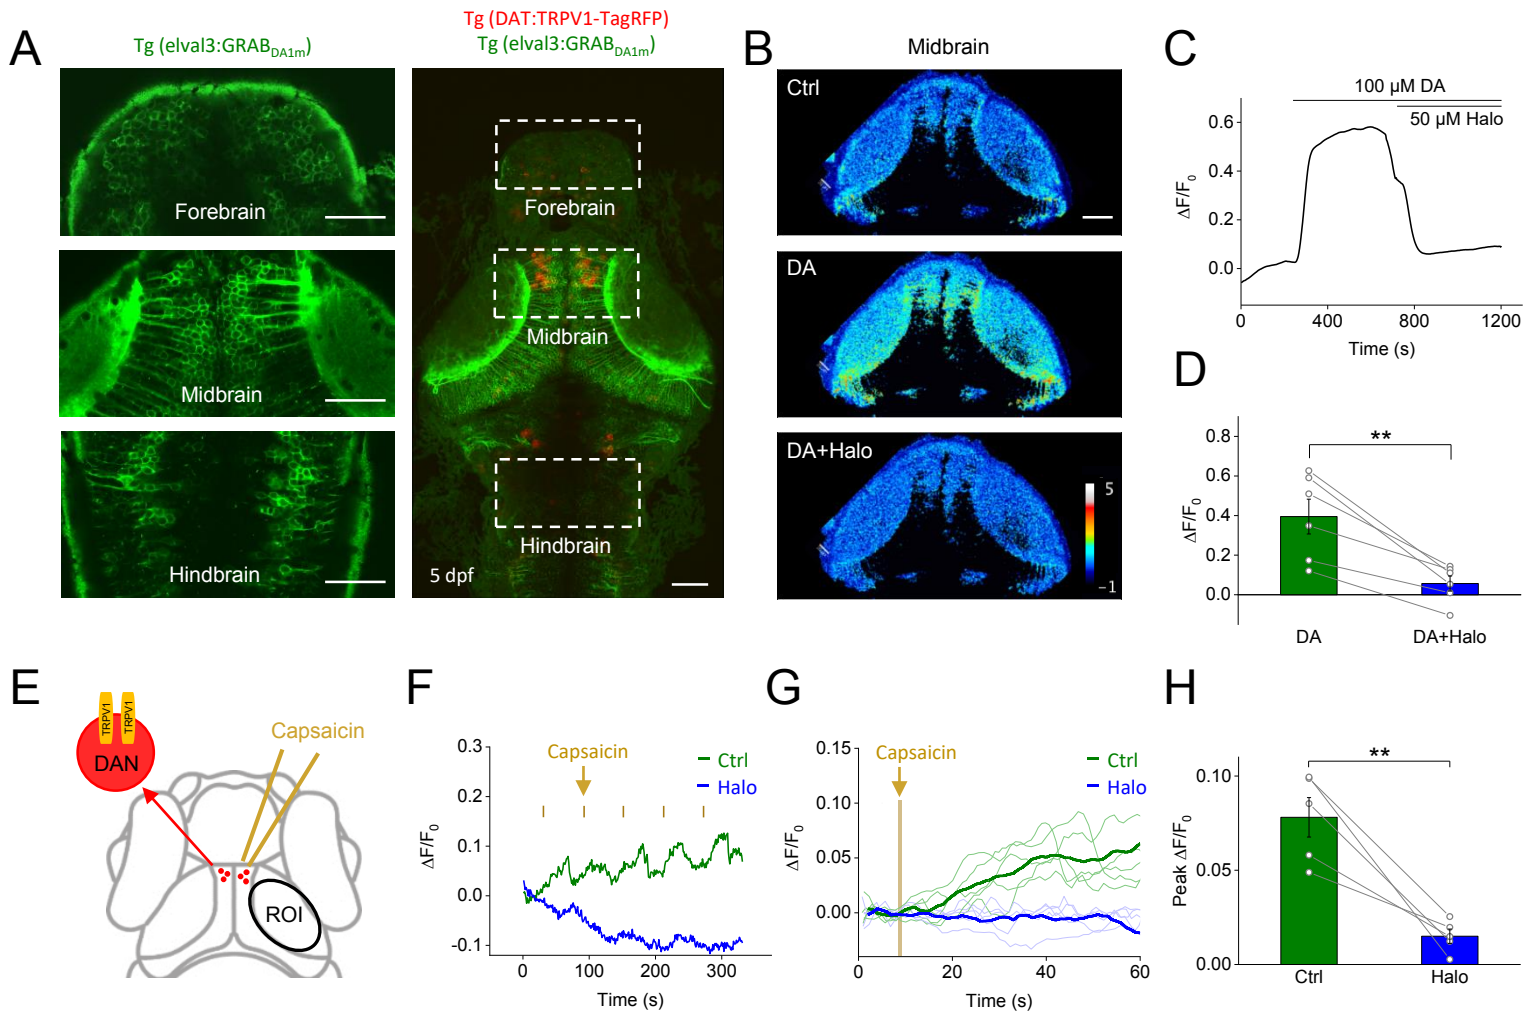 A
Tg (elval3:GRAB_DA1m)
Forebrain
Midbrain
Hindbrain
Tg (DAT:TRPV1-TagRFP)
Tg (elval3:GRAB_DA1m)
Forebrain
Midbrain
Hindbrain
5 dpf
B
Midbrain
Ctrl
DA
DA+Halo
5
-1
C
100 µM DA
50 µM Halo
ΔF/F0
0.6
0.4
0.2
0.0
0 400 800 1200
Time (s)
D
**
ΔF/F0
0.8
0.6
0.4
0.2
0.0
DA DA+Halo
E
TRPV1 TRPV1
DAN
Capsaicin
ROI
F
Capsaicin
Ctrl
Halo
ΔF/F0
0.3
0.2
0.1
0.0
-0.1
0 100 200 300
Time (s)
G
Capsaicin
Ctrl
Halo
ΔF/F0
0.15
0.10
0.05
0.00
0 20 40 60
Time (s)
H
**
Peak ΔF/F0
0.10
0.05
0.00
Ctrl Halo